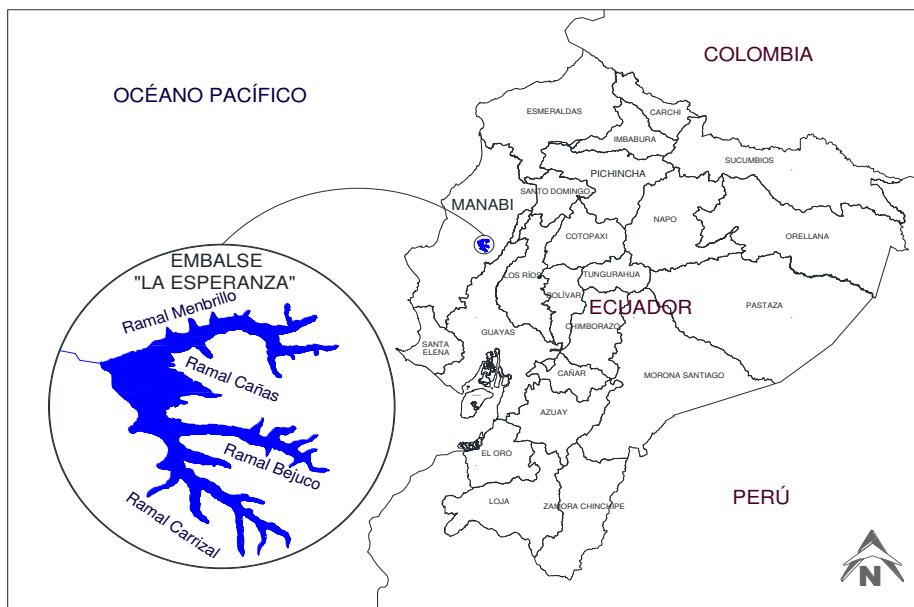 COLOMBIA
OCÉANO PACÍFICO
ESMERALDAS
CARCHI
IMBABURA
SUCUMBIOS
PICHINCHA
SANTO DOMINGO
MANABI
NAPO
ORELLANA
COTOPAXI
EMBALSE
"LA ESPERANZA"
LOS RÍOS
TUNGURAHUA
BOLÍVAR
ECUADOR
PASTAZA
Ramal Menbrillo
CHIMBORAZO
GUAYAS
SANTA
ELENA
Ramal Cañas
CAÑAR
MORONA SANTIAGO
AZUAY
Ramal Bejuco
EL ORO
PERÚ
LOJA
ZAMORA CHINCHIPE
Ramal Carrizal
N